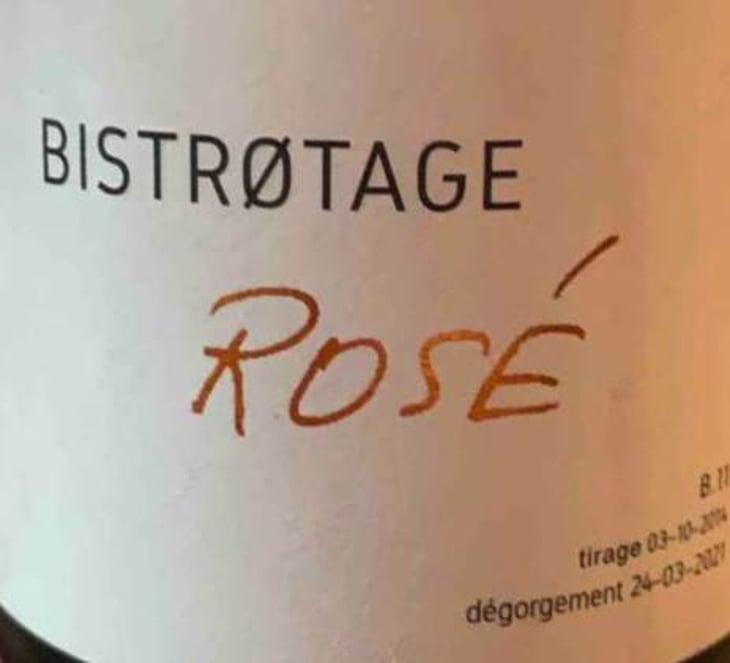 BISTRØTAGE
ROSÉ
B.11
tirage 03-10-2014
dégorgement 24-03-2021